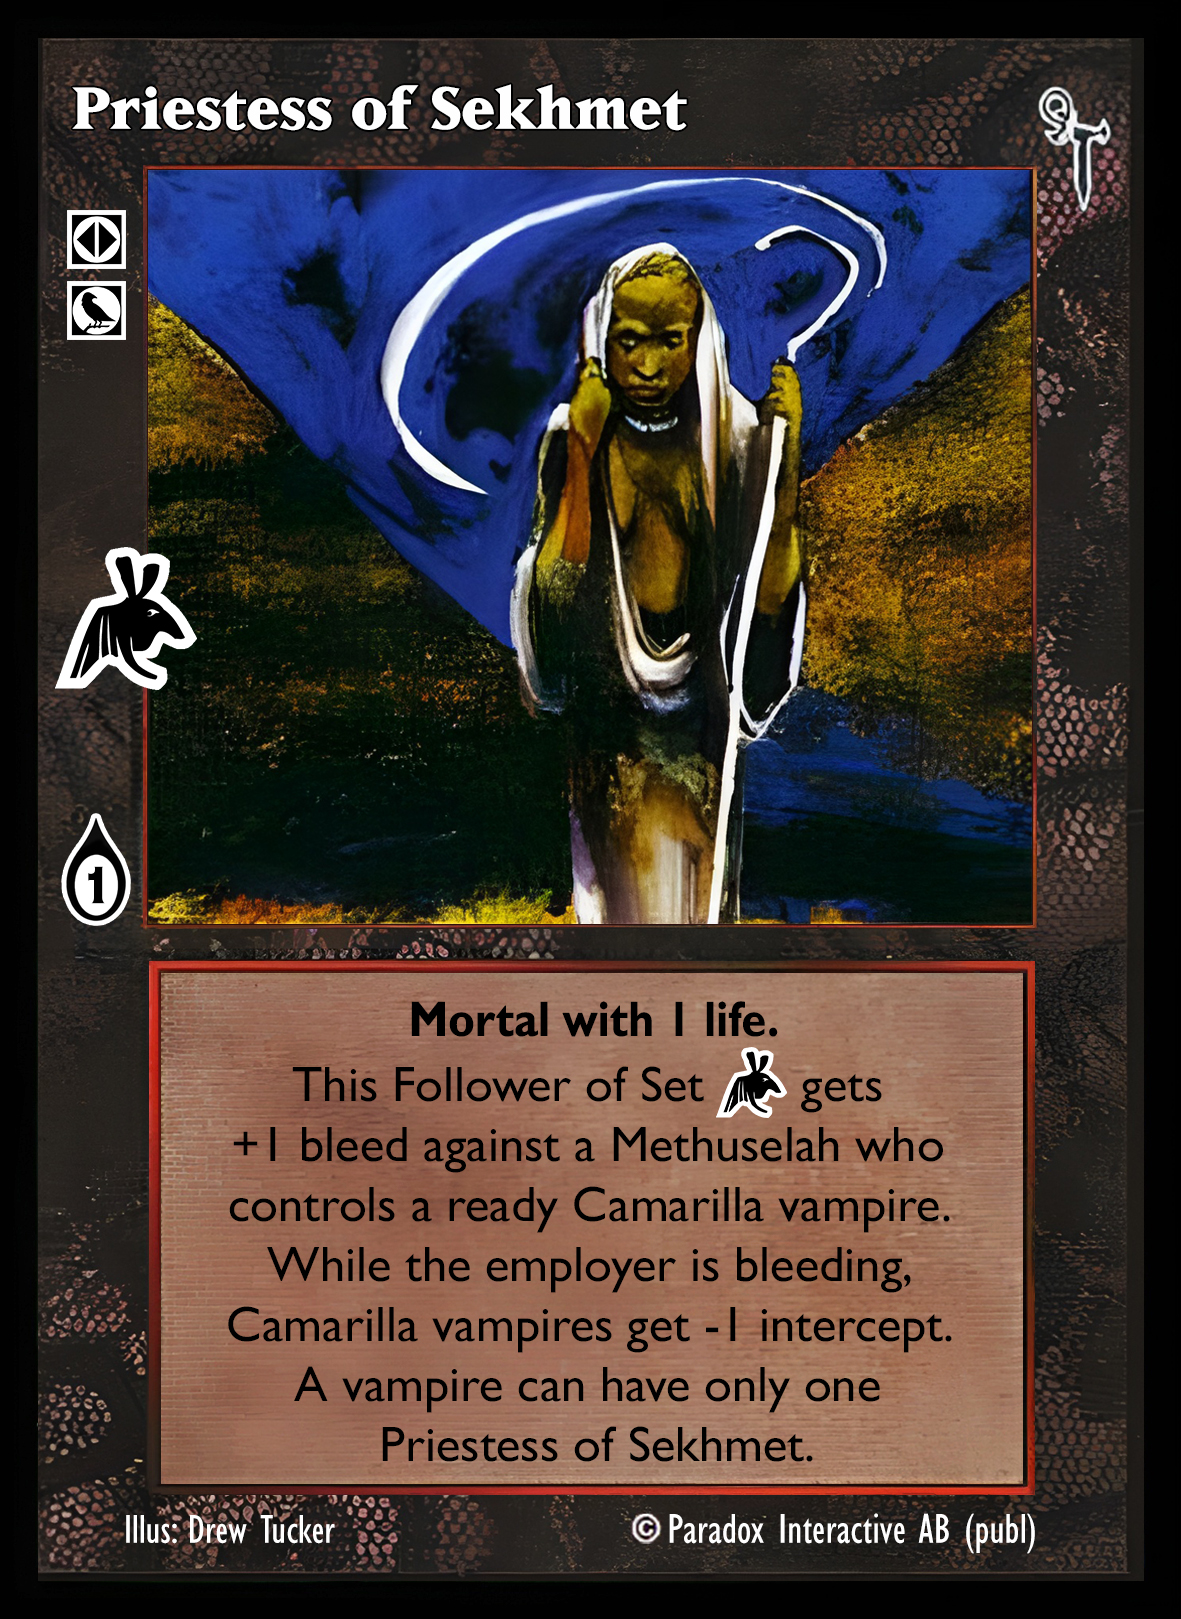 Priestess of Sekhmet
1
Mortal with 1 life.
This Follower of Set gets
+1 bleed against a Methuselah who
controls a ready Camarilla vampire.
While the employer is bleeding,
Camarilla vampires get -1 intercept.
A vampire can have only one
Priestess of Sekhmet.
Illus: Drew Tucker © Paradox Interactive AB (publ)